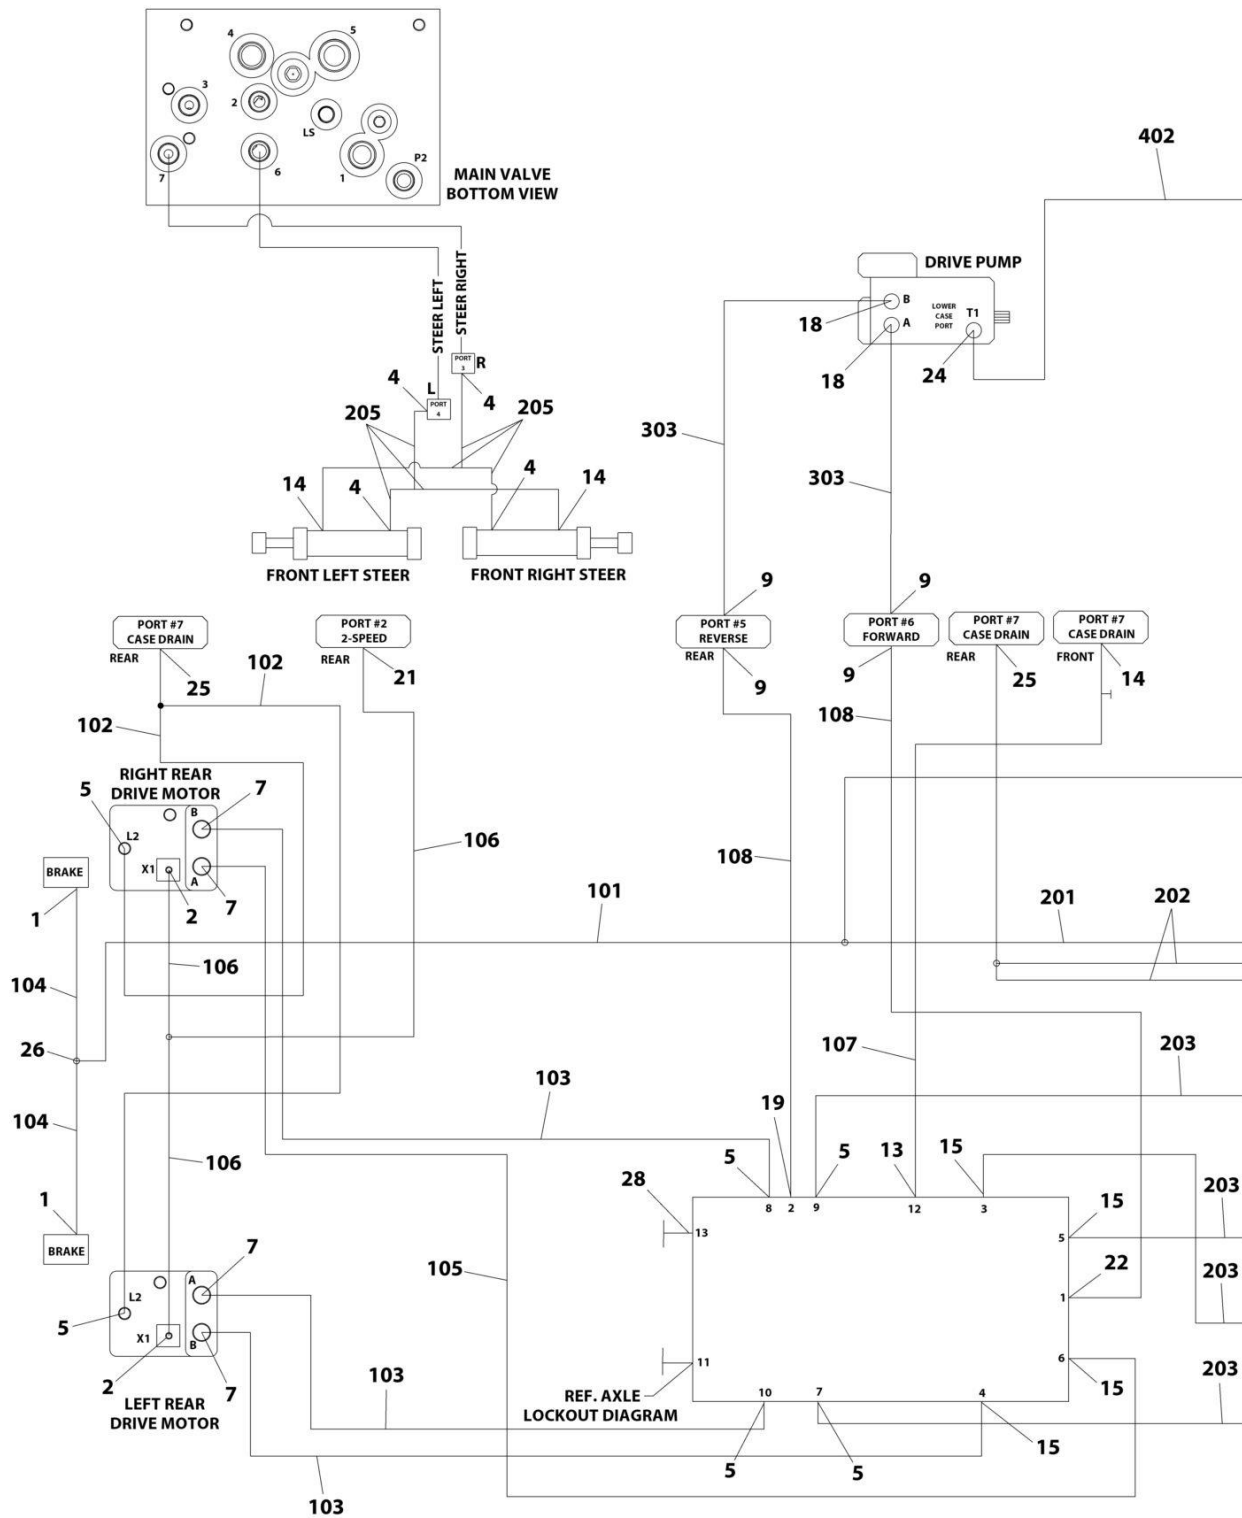 4
5
3
2
LS
7
6
1
P2
MAIN VALVE
BOTTOM VIEW
402
DRIVE PUMP
B
A
LOWER
CASE
PORT
T1
18
18
24
STEER LEFT
STEER RIGHT
PORT
3
R
L
PORT
4
4
4
205
205
303
303
14
4
4
14
FRONT LEFT STEER
FRONT RIGHT STEER
9
9
PORT #7
CASE DRAIN
REAR
PORT #2
2-SPEED
REAR
PORT #5
REVERSE
REAR
PORT #6
FORWARD
PORT #7
CASE DRAIN
REAR
PORT #7
CASE DRAIN
FRONT
25
102
21
9
9
25
14
102
108
RIGHT REAR
DRIVE MOTOR
5
7
B
L2
X1
A
106
108
BRAKE
1
2
7
101
201
202
106
104
26
107
203
103
19
104
106
5
5
13
15
28
8
2
9
12
3
1
BRAKE
13
15
203
5
7
A
L2
105
22
203
1
5
X1
B
11
6
2
7
103
REF. AXLE
LOCKOUT DIAGRAM
10
7
4
15
203
LEFT REAR
DRIVE MOTOR
5
5
15
103